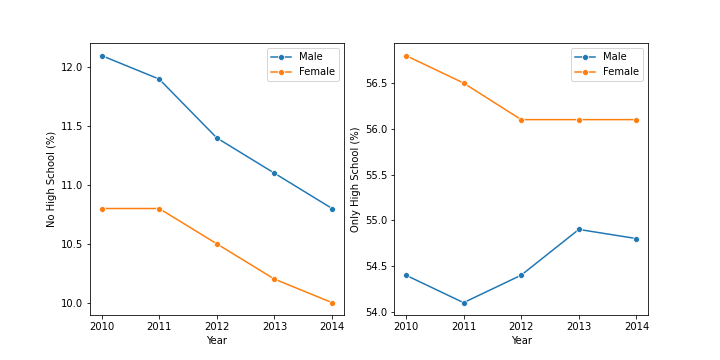 Male
Female
12.0
11.5
11.0
10.5
10.0
No High School (%)
2010 2011 2012 2013 2014
Year
Male
Female
56.5
56.0
55.5
55.0
54.5
54.0
Only High School (%)
2010 2011 2012 2013 2014
Year